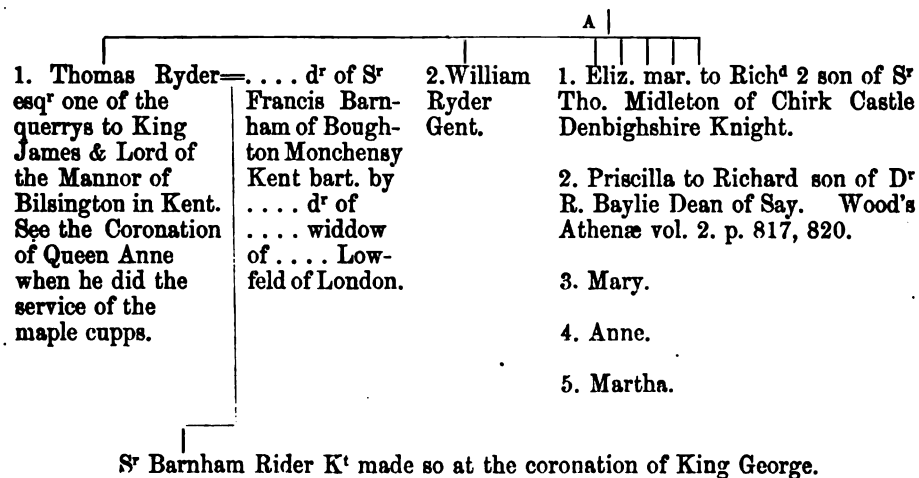 A
1. Thomas Ryder=
esqʳ one of the
querrys to King
James & Lord of
the Mannor of
Bilsington in Kent.
See the Coronation
of Queen Anne
when he did the
service of the
maple cupps.
. . . . dʳ of Sʳ
Francis Barn-
ham of Bough-
ton Monchensy
Kent bart. by
. . . . dʳ of
. . . . widdow
of . . . . Low-
feld of London.
2.William
Ryder
Gent.
1. Eliz. mar. to Richᵈ 2 son of Sʳ
Tho. Midleton of Chirk Castle
Denbighshire Knight.
2. Priscilla to Richard son of Dʳ
R. Baylie Dean of Say. Wood's
Athenæ vol. 2. p. 817, 820.
3. Mary.
4. Anne.
5. Martha.
Sʳ Barnham Rider Kᵗ made so at the coronation of King George.